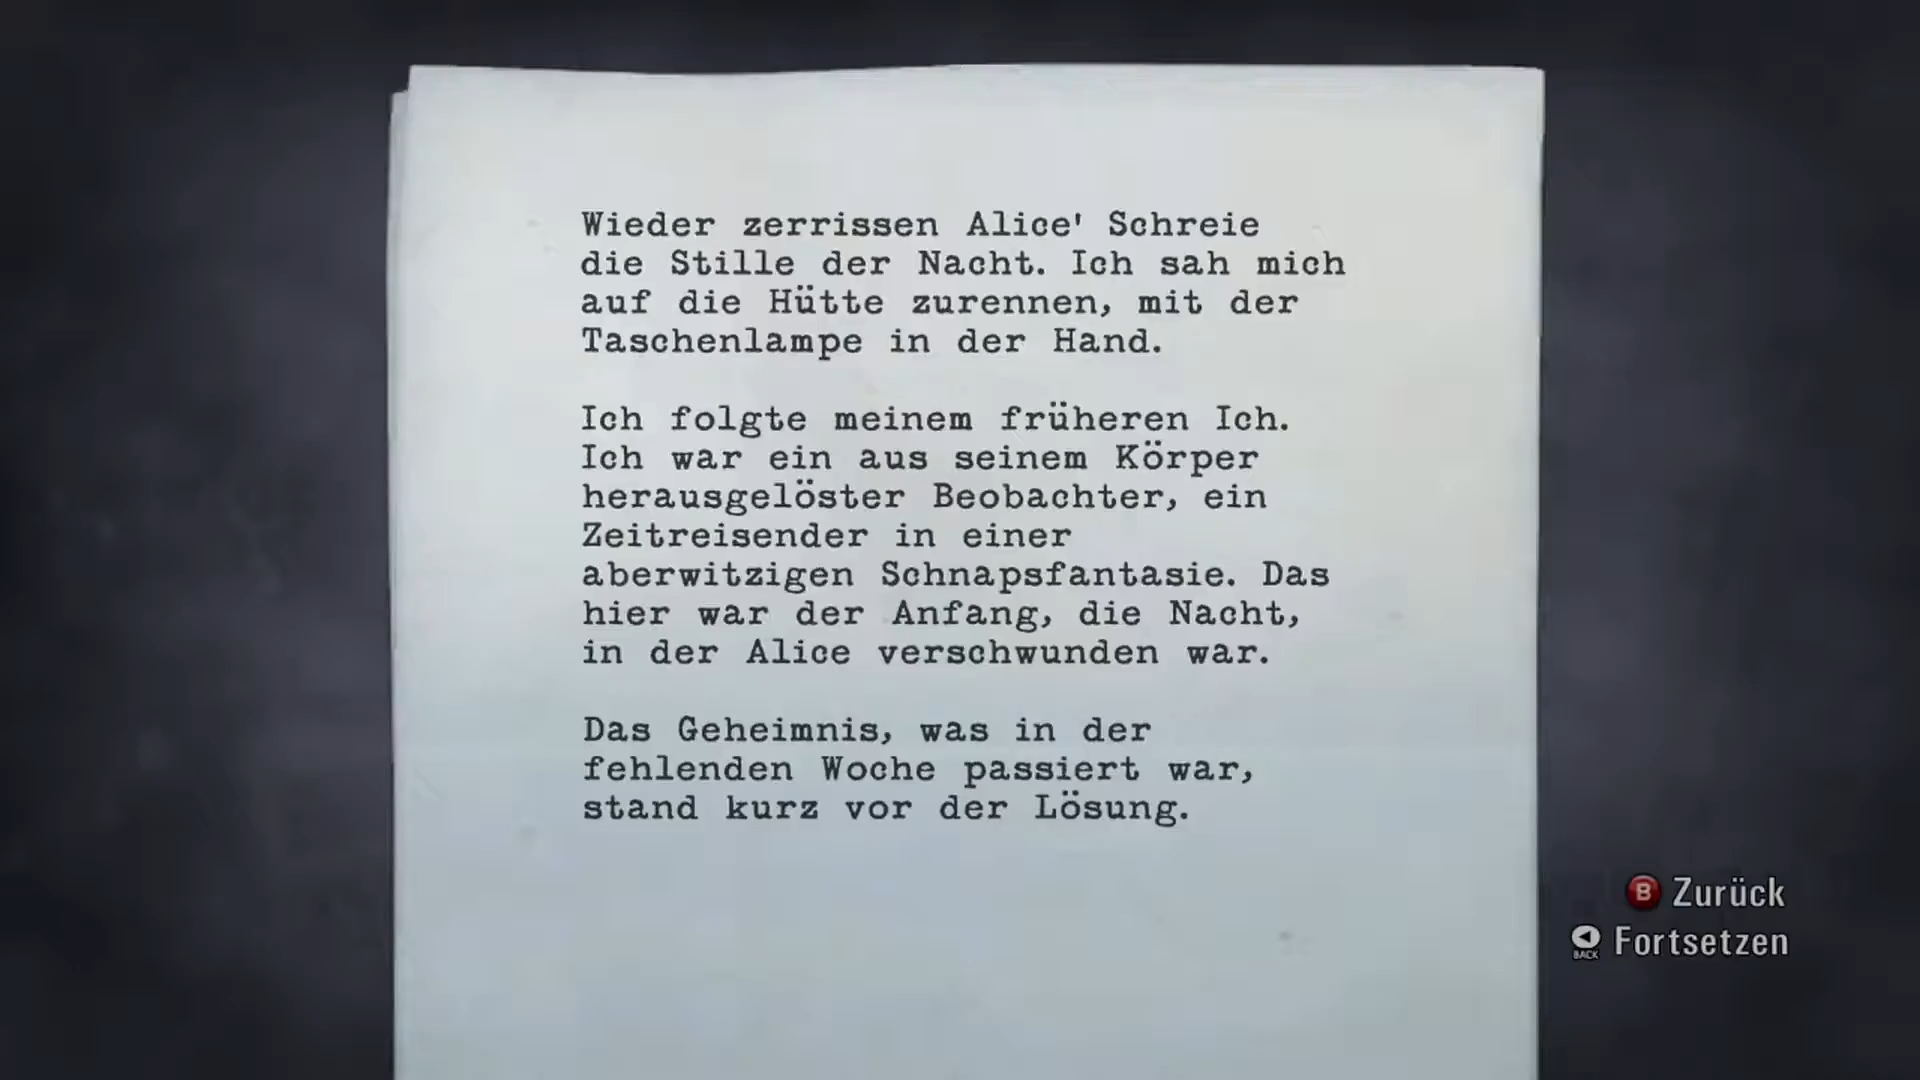 Wieder zerrissen Alice' Schreie
die Stille der Nacht. Ich sah mich
auf die Hütte zurennen, mit der
Taschenlampe in der Hand.
Ich folgte meinem früheren Ich.
Ich war ein aus seinem Körper
herausgelöster Beobachter, ein
Zeitreisender in einer
aberwitzigen Schnapsfantasie. Das
hier war der Anfang, die Nacht,
in der Alice verschwunden war.
Das Geheimnis, was in der
fehlenden Woche passiert war,
stand kurz vor der Lösung.
B Zurück
BACK Fortsetzen